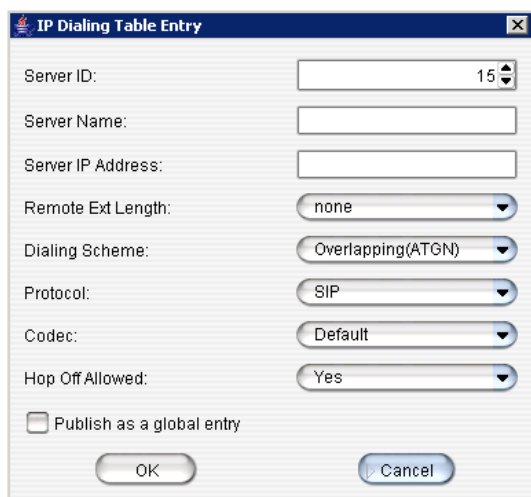 IP Dialing Table Entry
Server ID: 15
Server Name:
Server IP Address:
Remote Ext Length: none
Dialing Scheme: Overlapping(ATGN)
Protocol: SIP
Codec: Default
Hop Off Allowed: Yes
Publish as a global entry
OK Cancel